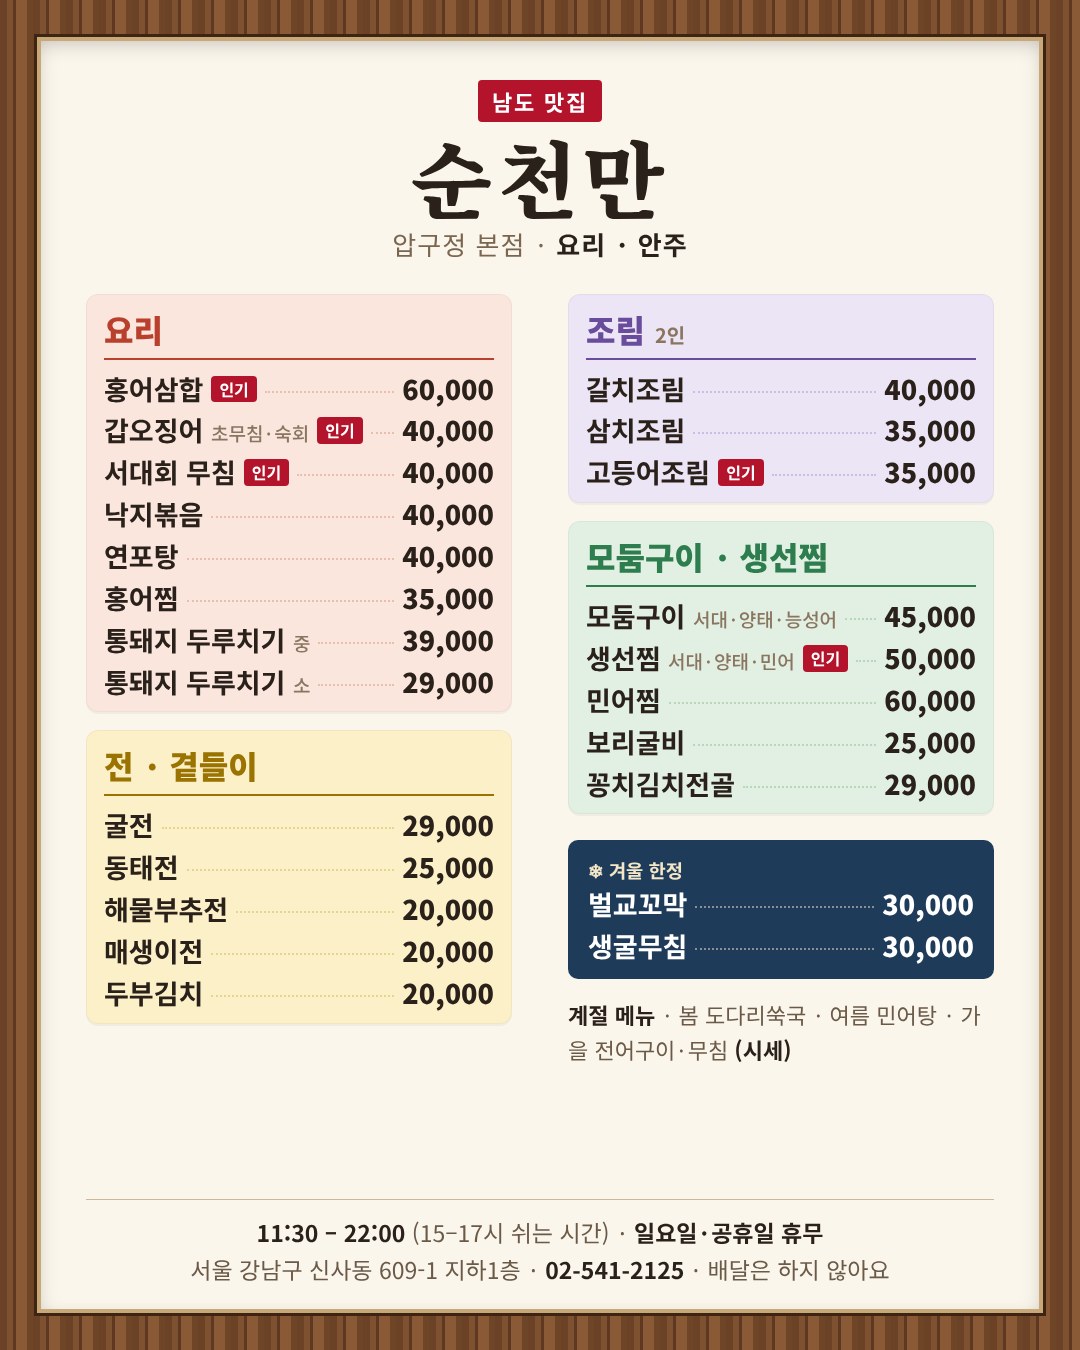 남도 맛집
순천만
압구정 본점 · 요리 · 안주
요리
홍어삼합 인기 60,000
갑오징어 초무침·숙회 인기 40,000
서대회 무침 인기 40,000
낙지볶음 40,000
연포탕 40,000
홍어찜 35,000
통돼지 두루치기 중 39,000
통돼지 두루치기 소 29,000
전 · 곁들이
굴전 29,000
동태전 25,000
해물부추전 20,000
매생이전 20,000
두부김치 20,000
조림 2인
갈치조림 40,000
삼치조림 35,000
고등어조림 인기 35,000
모둠구이 · 생선찜
모둠구이 서대·양태·능성어 45,000
생선찜 서대·양태·민어 인기 50,000
민어찜 60,000
보리굴비 25,000
꽁치김치전골 29,000
❄ 겨울 한정
벌교꼬막 30,000
생굴무침 30,000
계절 메뉴 · 봄 도다리쑥국 · 여름 민어탕 · 가
을 전어구이·무침 (시세)
11:30 – 22:00 (15–17시 쉬는 시간) · 일요일·공휴일 휴무
서울 강남구 신사동 609-1 지하1층 · 02-541-2125 · 배달은 하지 않아요